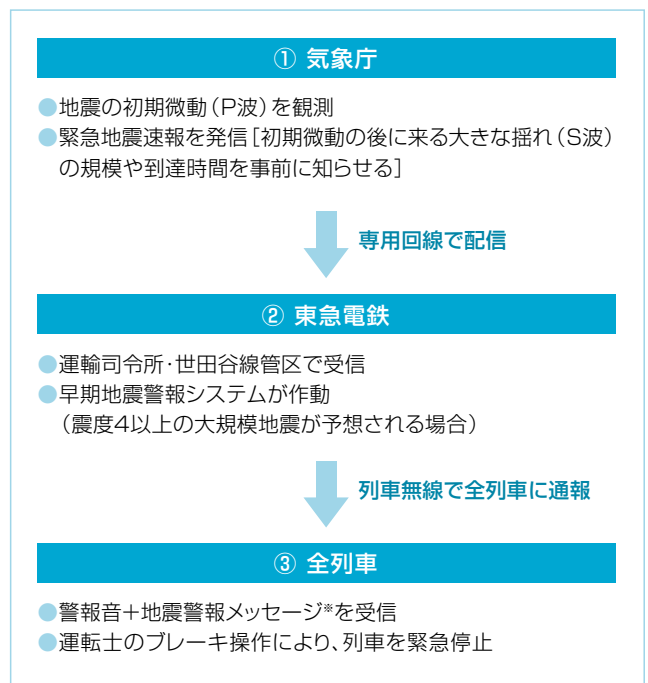 ① 気象庁
●地震の初期微動(P波)を観測
●緊急地震速報を発信[初期微動の後に来る大きな揺れ(S波)
の規模や到達時間を事前に知らせる]
専用回線で配信
② 東急電鉄
●運輸司令所・世田谷線管区で受信
●早期地震警報システムが作動
(震度4以上の大規模地震が予想される場合)
列車無線で全列車に通報
③ 全列車
●警報音+地震警報メッセージ※を受信
●運転士のブレーキ操作により、列車を緊急停止